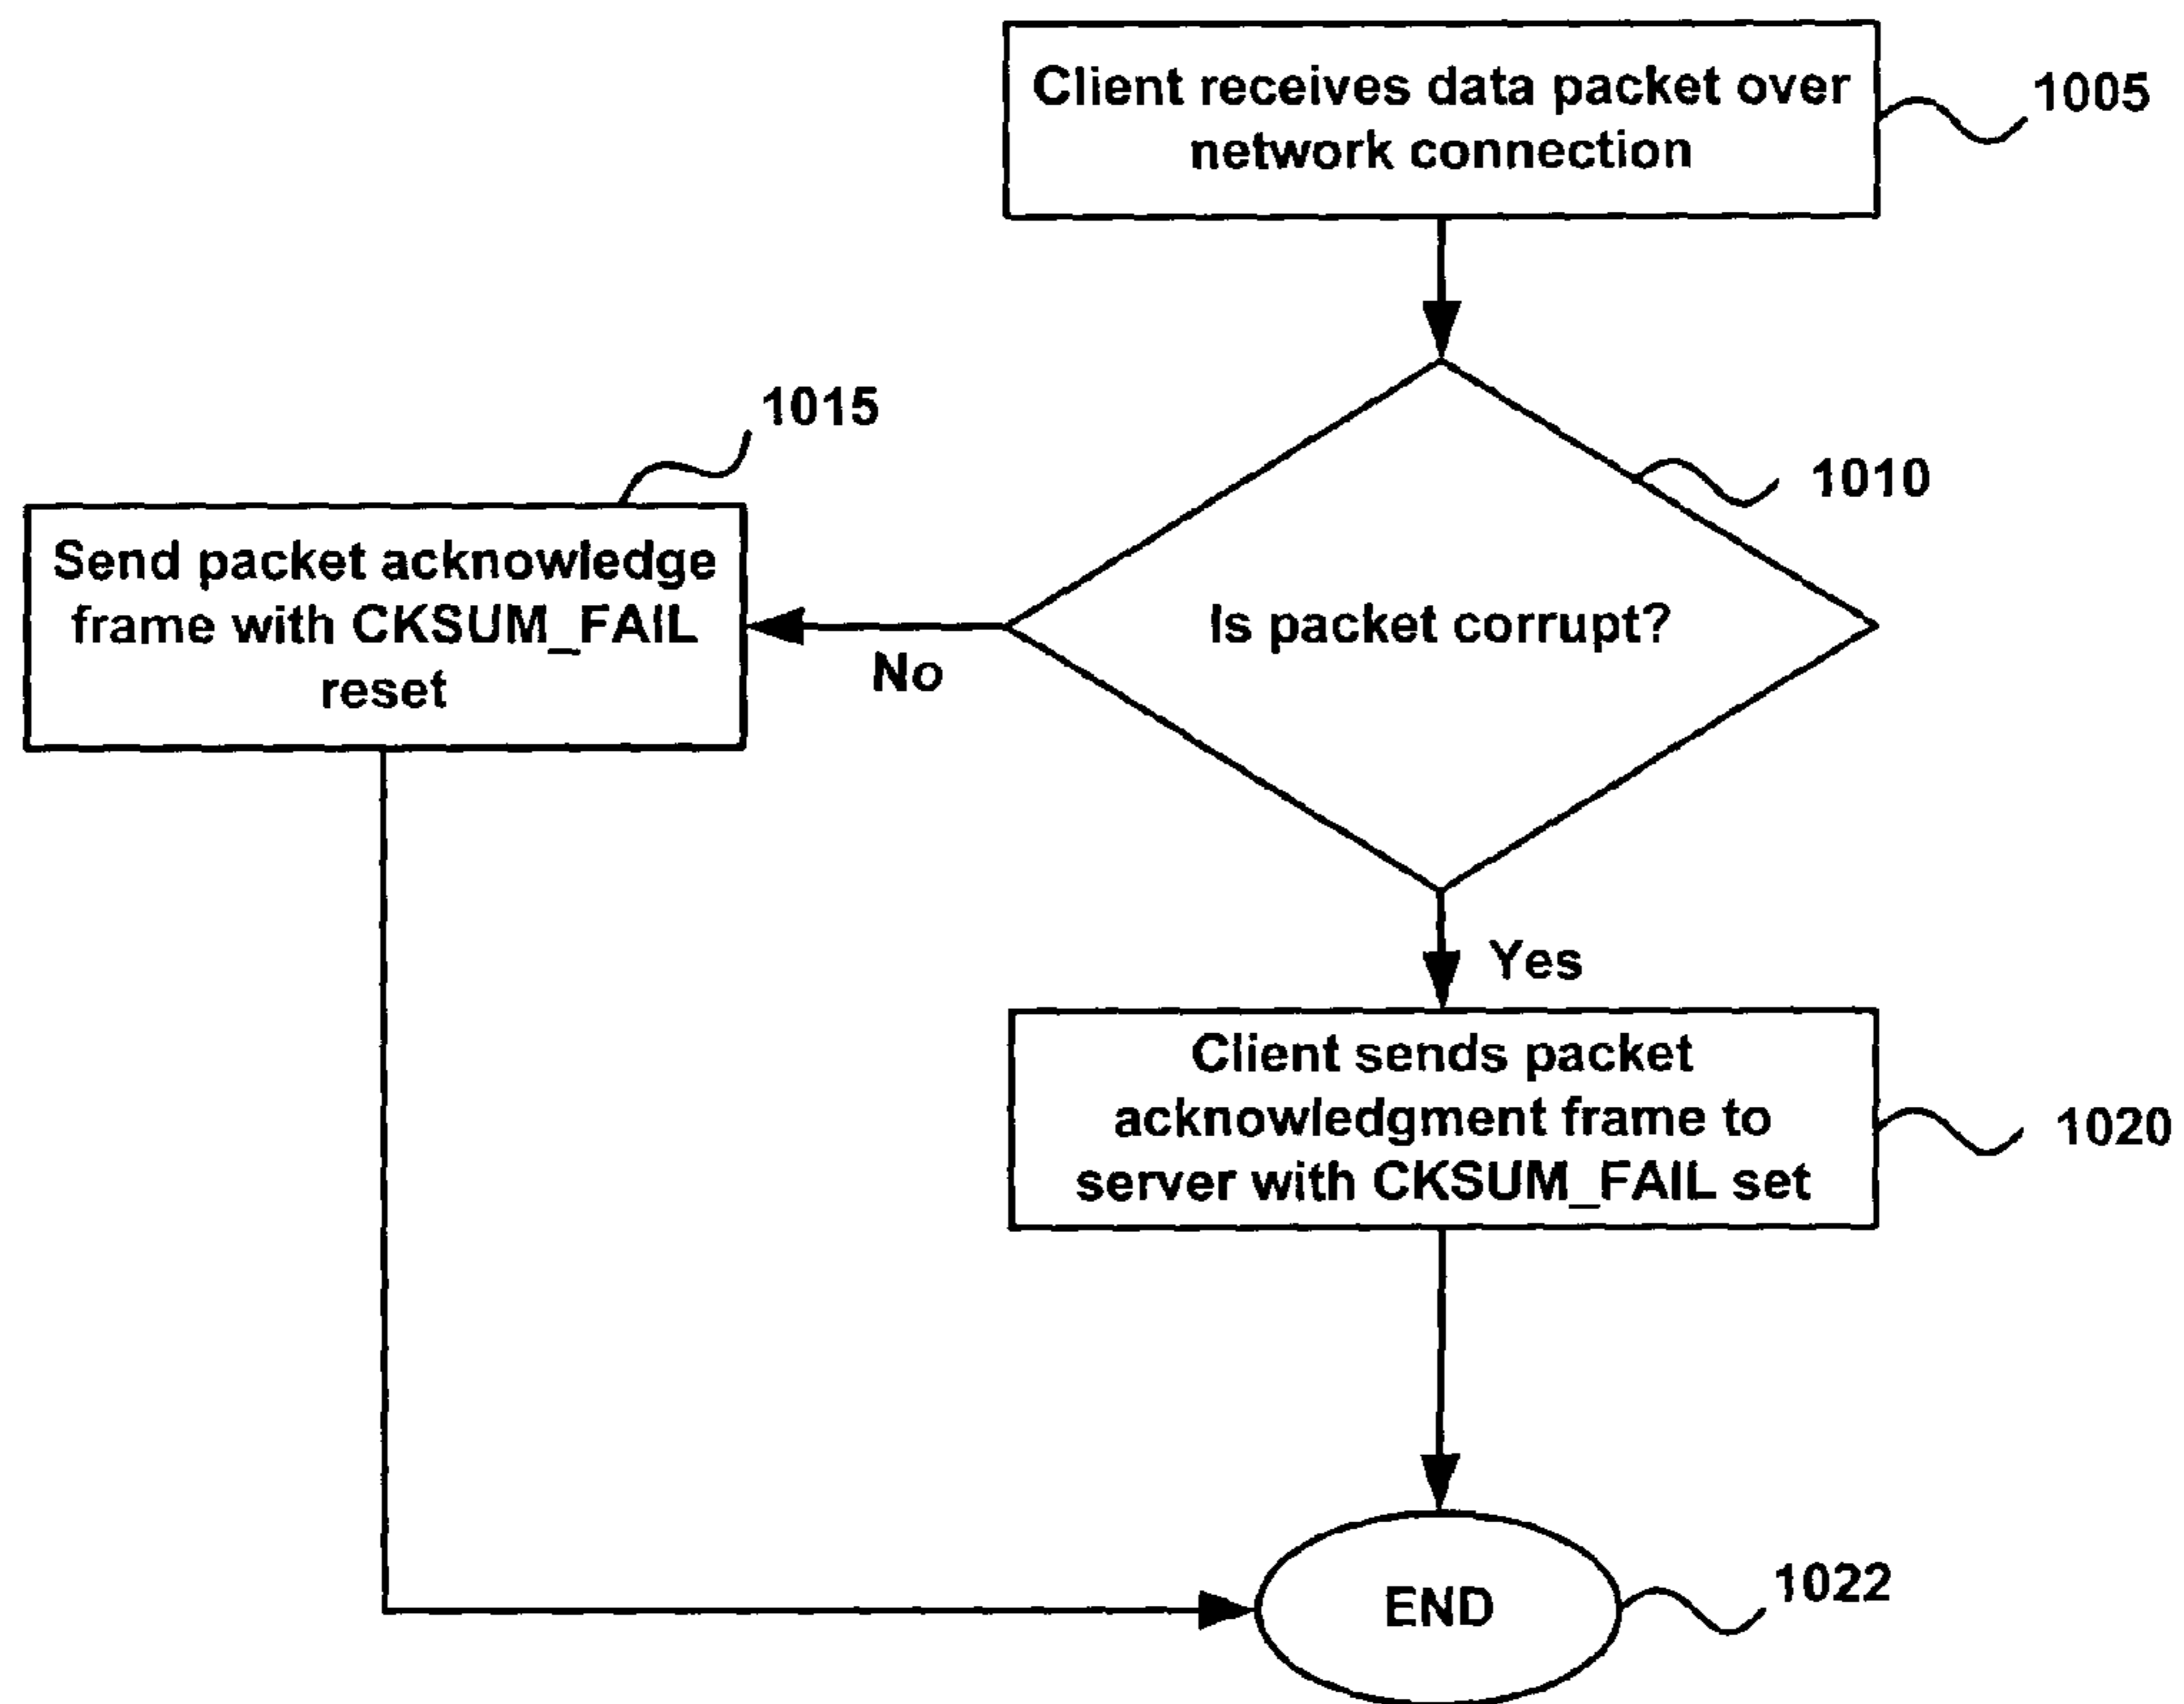 Client receives data packet over
network connection
1005
1015
1010
Send packet acknowledge
frame with CKSUM_FAIL
reset
No
Is packet corrupt?
Yes
Client sends packet
acknowledgment frame to
server with CKSUM_FAIL set
1020
END
1022